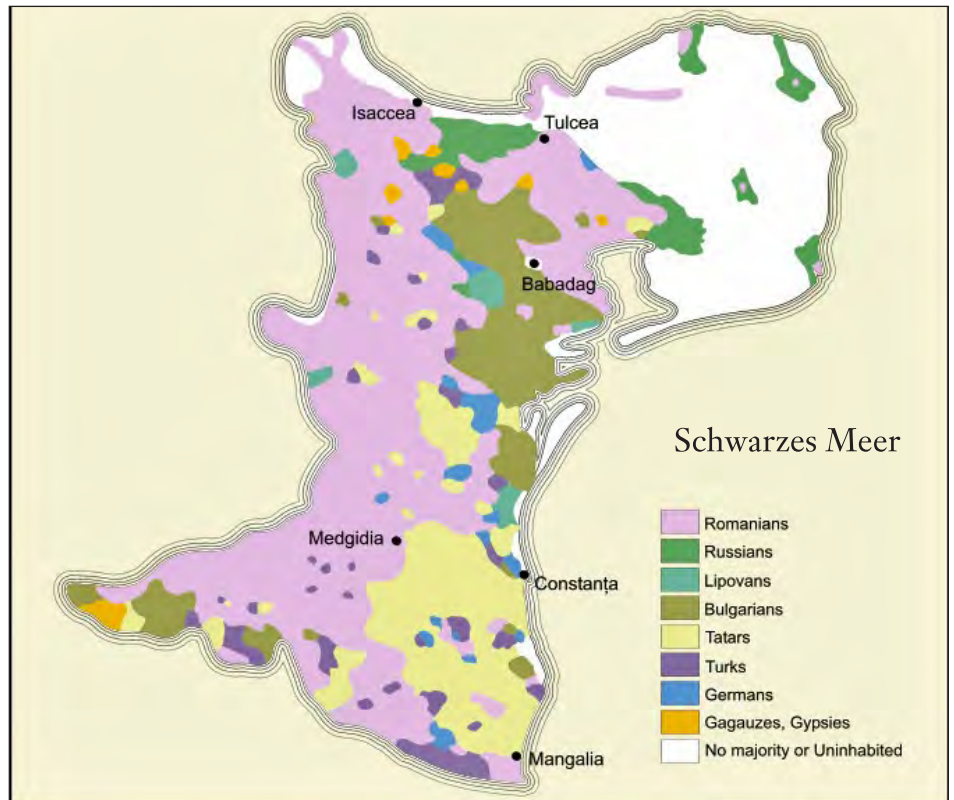 Isaccea
Tulcea
Babadag
Schwarzes Meer
Medgidia
Constanța
Mangalia
Romanians
Russians
Lipovans
Bulgarians
Tatars
Turks
Germans
Gagauzes, Gypsies
No majority or Uninhabited